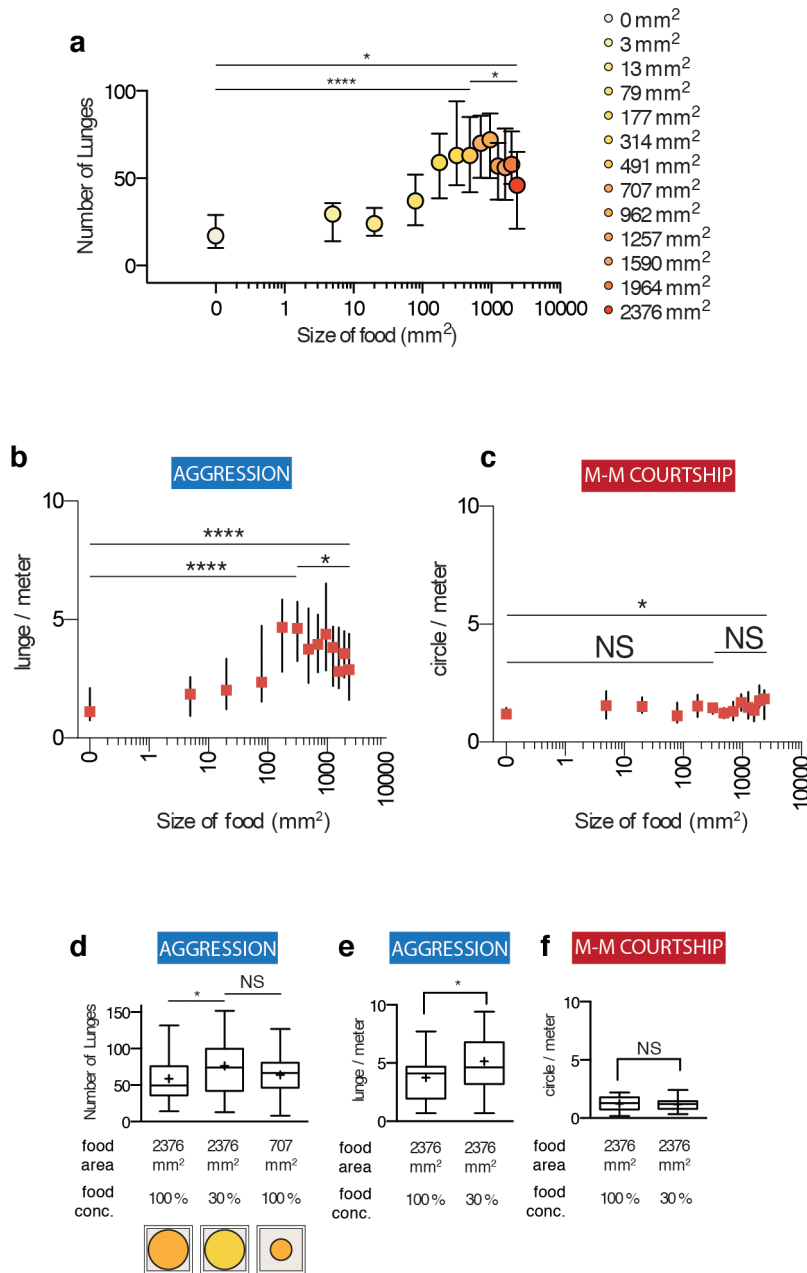 a
*
****
*
100
50
0
Number of Lunges
0
1
10
100
1000
10000
Size of food (mm²)
0 mm²
3 mm²
13 mm²
79 mm²
177 mm²
314 mm²
491 mm²
707 mm²
962 mm²
1257 mm²
1590 mm²
1964 mm²
2376 mm²
b
AGGRESSION
10
5
0
lunge / meter
****
****
*
0
1
10
100
1000
10000
Size of food (mm²)
c
M-M COURTSHIP
10
5
0
circle / meter
*
NS
NS
0
1
10
100
1000
10000
Size of food (mm²)
d
AGGRESSION
*
NS
150
100
50
0
Number of Lunges
food 2376 2376 707
area mm² mm² mm²
food
conc. 100 % 30 % 100 %
e
AGGRESSION
*
10
5
0
lunge / meter
food 2376 2376
area mm² mm²
food
conc. 100 % 30 %
f
M-M COURTSHIP
NS
10
5
0
circle / meter
food 2376 2376
area mm² mm²
food
conc. 100 % 30 %